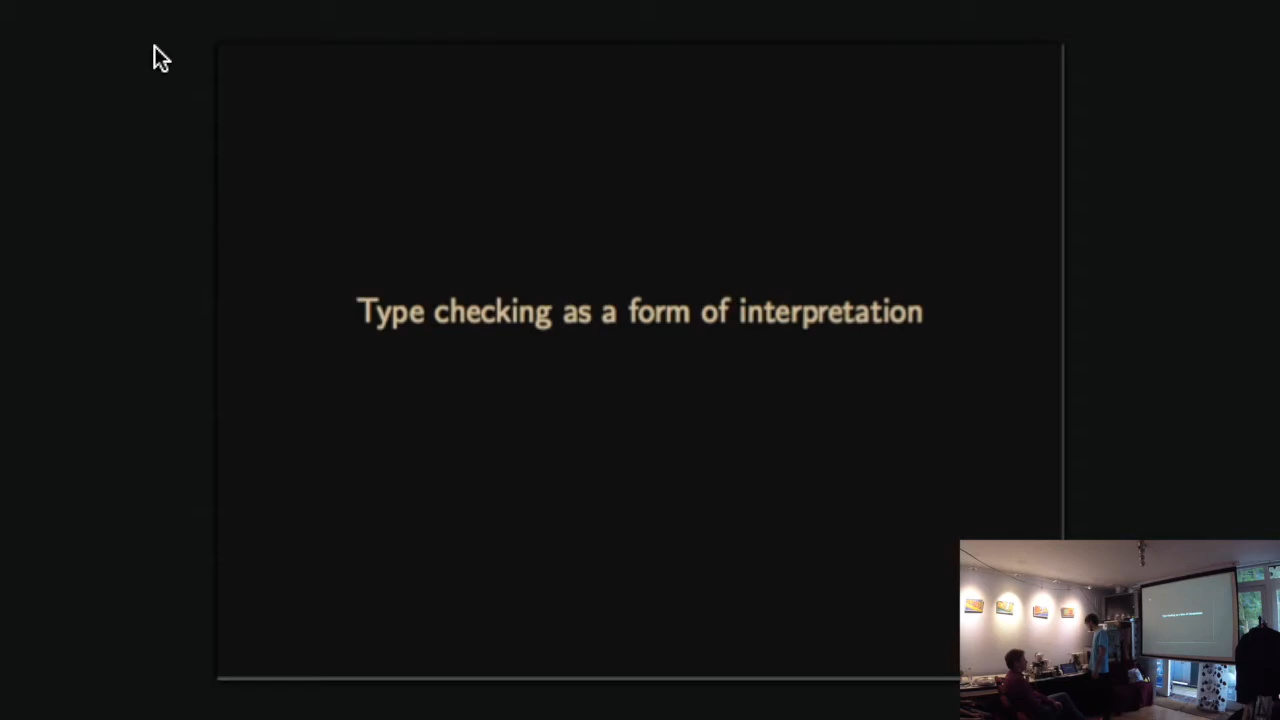 Type checking as a form of interpretation